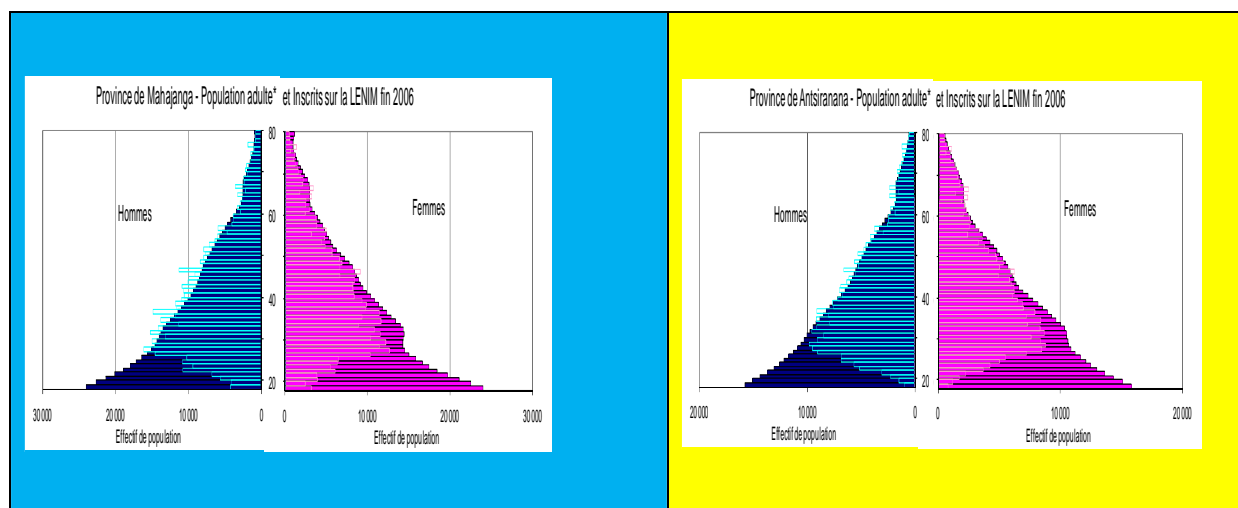 Province de Mahajanga - Population adulte* et Inscrits sur la LENIM fin 2006
80
60
40
20
Hommes
Femmes
30 000 20 000 10 000 0
0 10 000 20 000 30 000
Effectif de population
Effectif de population
Province de Antsiranana - Population adulte* et Inscrits sur la LENIM fin 2006
80
60
40
20
Hommes
Femmes
20 000 10 000 0
0 10 000 20 000
Effectif de population
Effectif de population